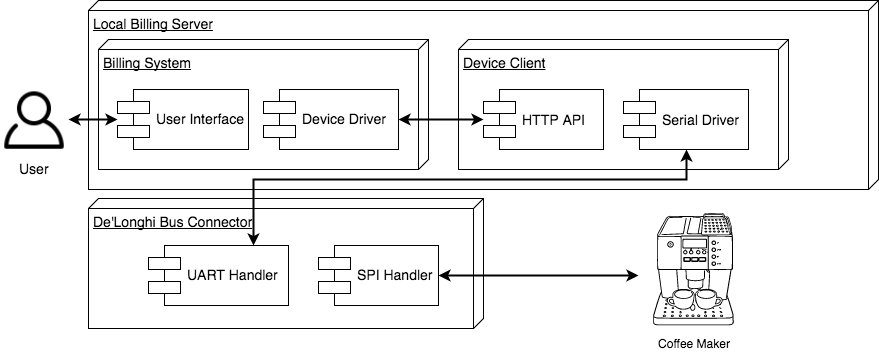 Local Billing Server
Billing System
Device Client
User Interface
Device Driver
HTTP API
Serial Driver
User
De'Longhi Bus Connector
UART Handler
SPI Handler
Coffee Maker